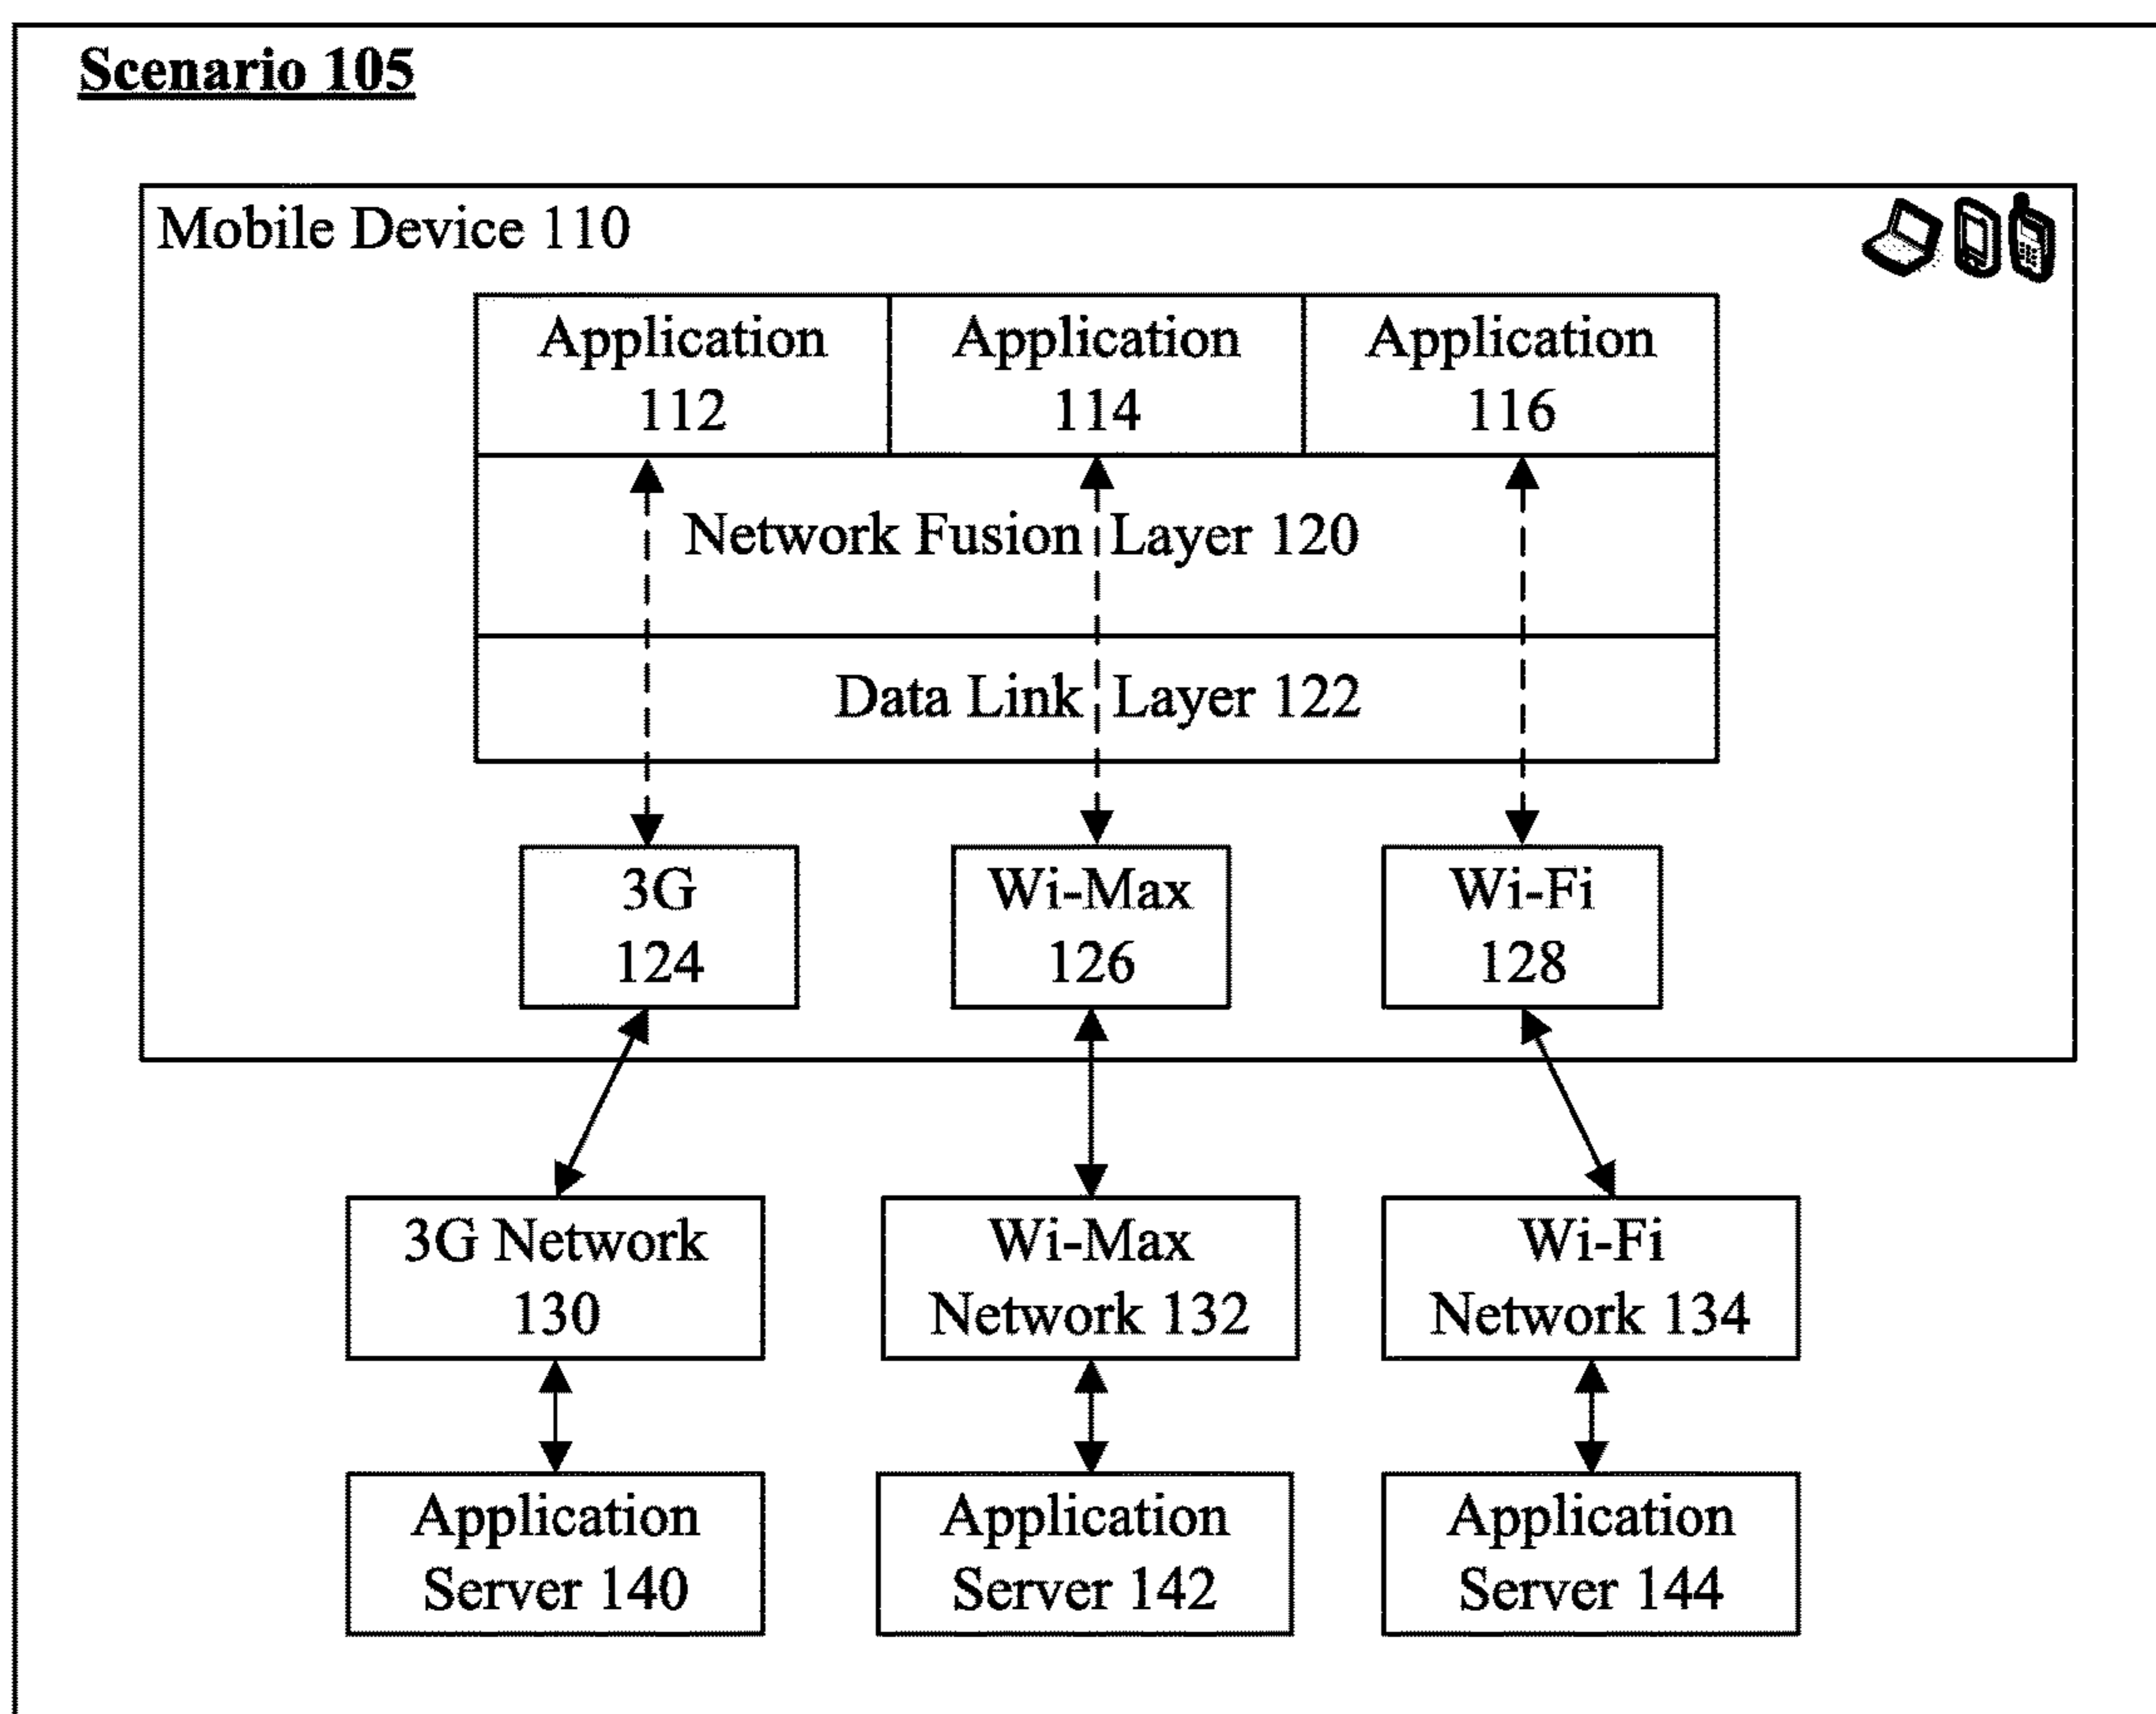 Scenario 105
Mobile Device 110
Application
112
Application
114
Application
116
Network Fusion Layer 120
Data Link Layer 122
3G
124
Wi-Max
126
Wi-Fi
128
3G Network
130
Wi-Max
Network 132
Wi-Fi
Network 134
Application
Server 140
Application
Server 142
Application
Server 144